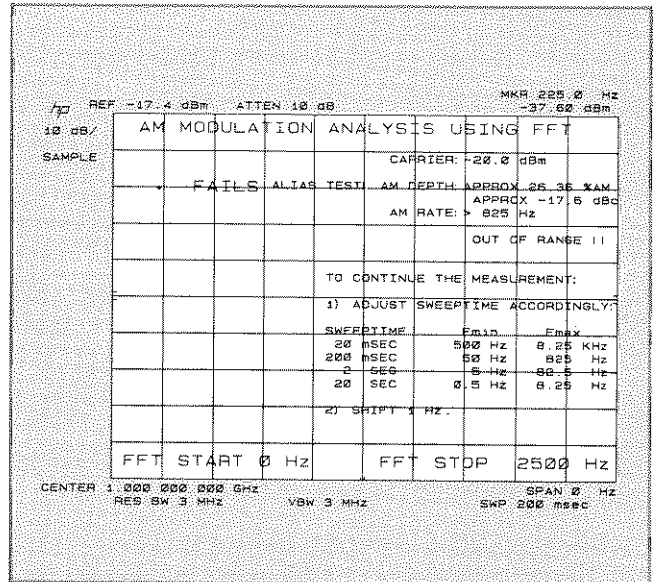 MKR 225.0 Hz
hp REF -17.4 dBm ATTEN 10 dB -37.60 dBm
10 dB/ AM MODULATION ANALYSIS USING FFT
SAMPLE CARRIER: -20.0 dBm
FAILS ALIAS TEST! AM DEPTH: APPROX 26.36 %AM
APPROX -17.6 dBc
AM RATE: > 825 Hz
OUT OF RANGE !!
TO CONTINUE THE MEASUREMENT:
1) ADJUST SWEEPTIME ACCORDINGLY:
SWEEPTIME Fmin Fmax
20 mSEC 500 Hz 8.25 KHz
200 mSEC 50 Hz 825 Hz
2 SEC 5 Hz 82.5 Hz
20 SEC 0.5 Hz 8.25 Hz
2) SHIFT 1 HZ.
FFT START 0 Hz FFT STOP 2500 Hz
CENTER 1.000 000 000 GHz SPAN 0 Hz
RES BW 3 MHz VBW 3 MHz SWP 200 msec